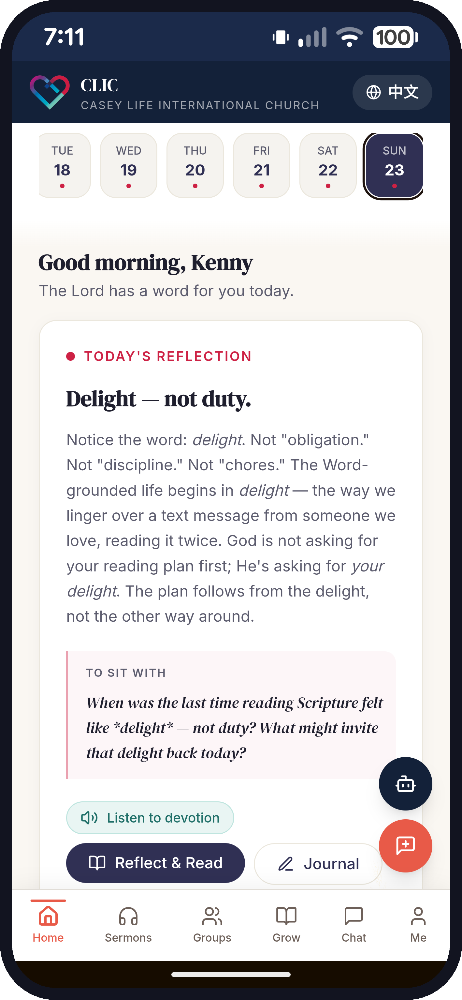 7:11
100
CLIC
CASEY LIFE INTERNATIONAL CHURCH
中文
TUE WED THU FRI SAT SUN
18 19 20 21 22 23
Good morning, Kenny
The Lord has a word for you today.
TODAY'S REFLECTION
Delight — not duty.
Notice the word: delight. Not "obligation."
Not "discipline." Not "chores." The Word-
grounded life begins in delight — the way we
linger over a text message from someone we
love, reading it twice. God is not asking for
your reading plan first; He's asking for your
delight. The plan follows from the delight,
not the other way around.
TO SIT WITH
When was the last time reading Scripture felt
like *delight* — not duty? What might invite
that delight back today?
Listen to devotion
Reflect & Read
Journal
Home Sermons Groups Grow Chat Me